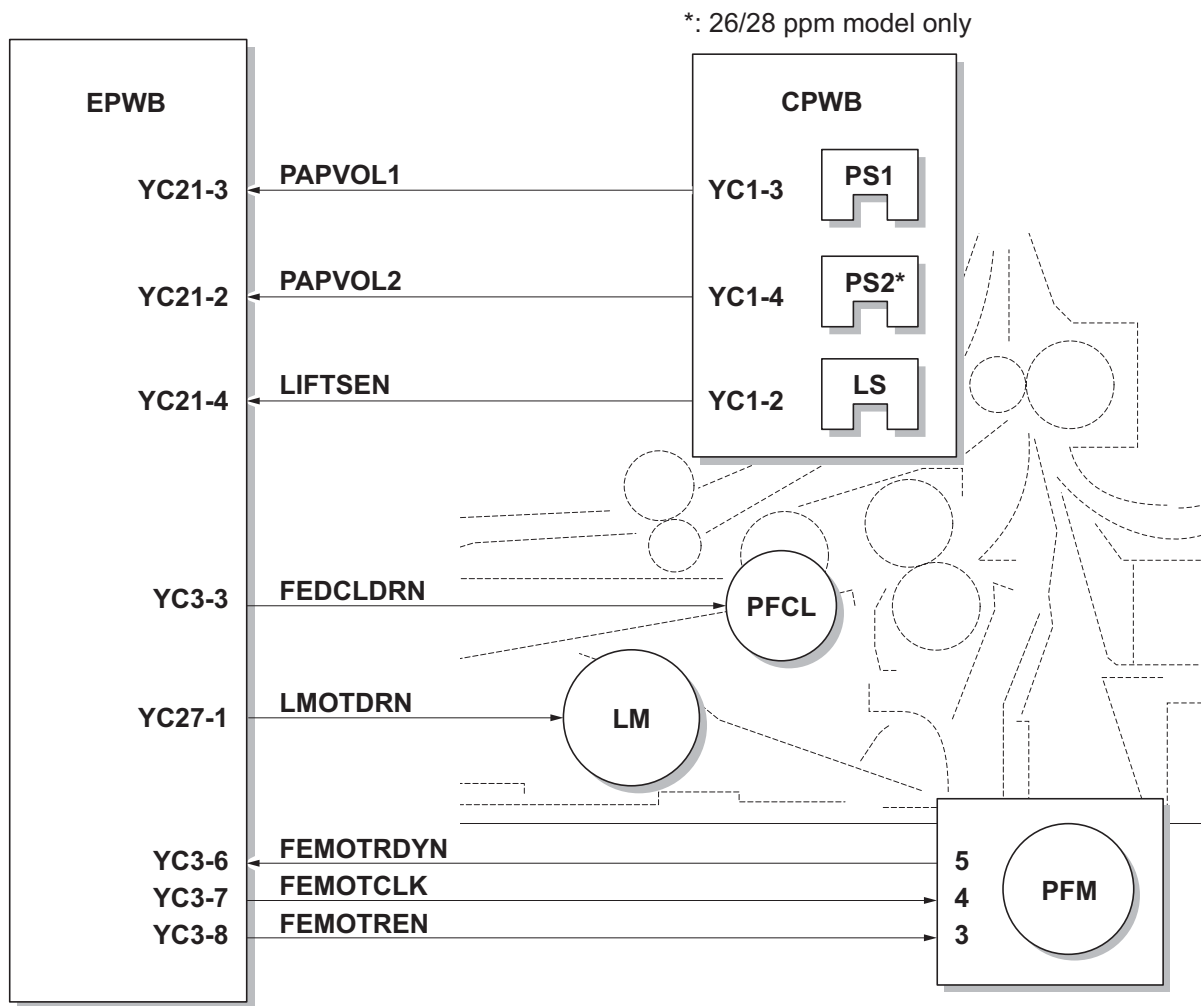 *: 26/28 ppm model only
EPWB
CPWB
YC21-3 PAPVOL1 YC1-3 PS1
YC21-2 PAPVOL2 YC1-4 PS2*
YC21-4 LIFTSEN YC1-2 LS
YC3-3 FEDCLDRN PFCL
YC27-1 LMOTDRN LM
YC3-6 FEMOTRDYN 5
YC3-7 FEMOTCLK 4
PFM
YC3-8 FEMOTREN 3